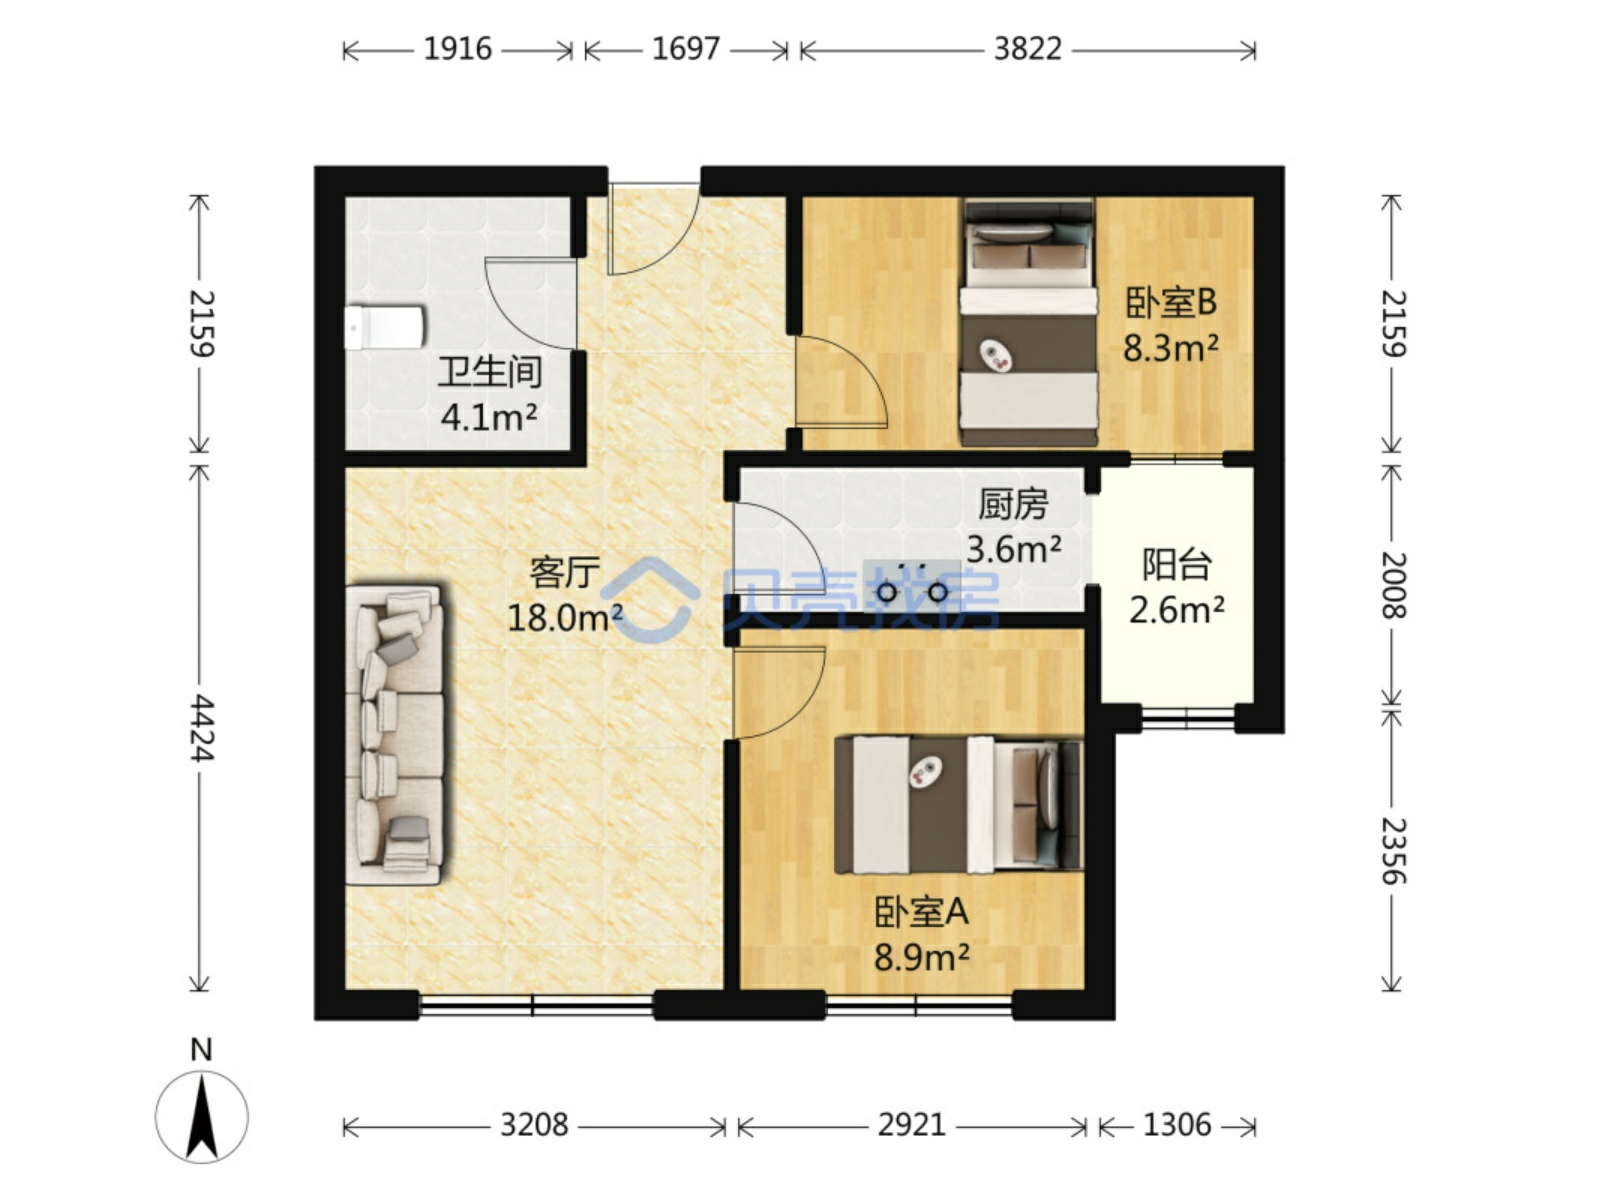 1916
1697
3822
2159
2159
卧室B
8.3m²
卫生间
4.1m²
厨房
3.6m²
客厅
18.0m²
贝壳找房
阳台
2.6m²
2008
4424
2356
卧室A
8.9m²
N
3208
2921
1306